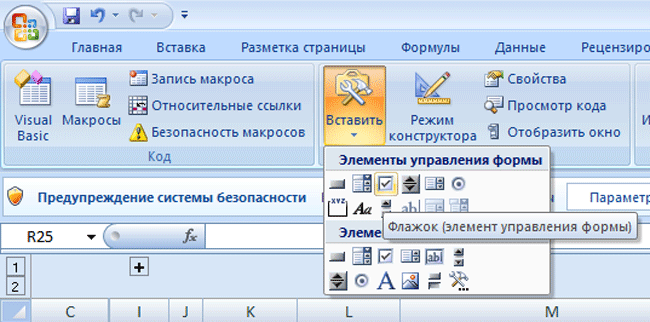 Главная Вставка Разметка страницы Формулы Данные Рецензиро
Visual Basic
Макросы
Запись макроса
Относительные ссылки
Безопасность макросов
Код
Вставить
Режим конструктора
Свойства
Просмотр кода
Отобразить окно
Элементы управления формы
XYZ
Aa
ab|
Предупреждение системы безопасности
Параметр
Флажок (элемент управления формы)
R25
fx
Элеме
ab|
A
1
2
C I J K L M